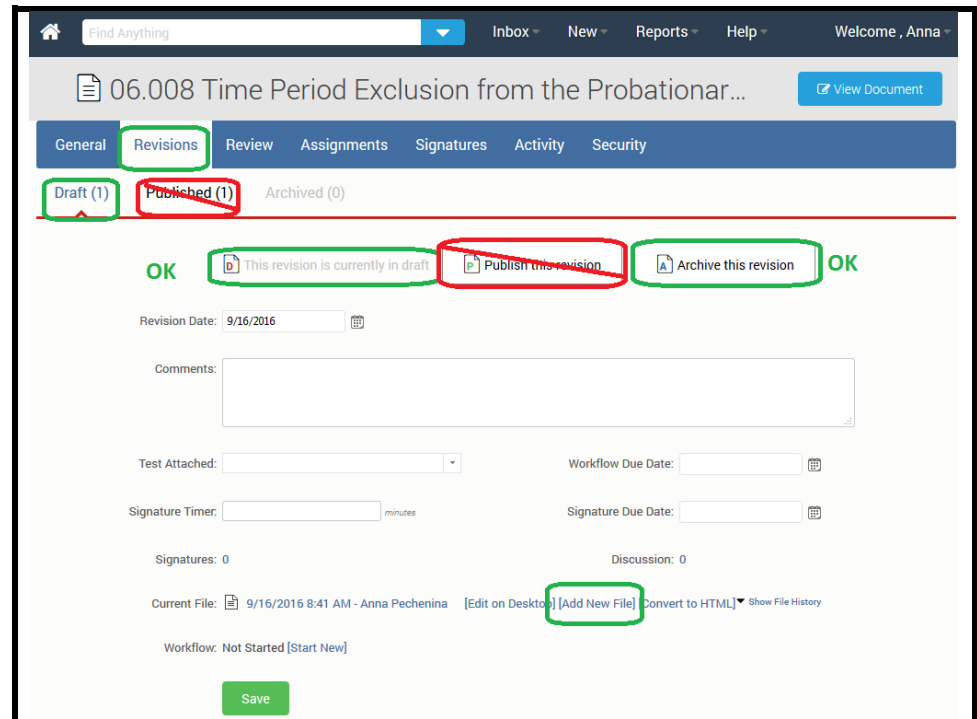 Find Anything Inbox New Reports Help Welcome , Anna
06.008 Time Period Exclusion from the Probationar... View Document
General Revisions Review Assignments Signatures Activity Security
Draft (1) Published (1) Archived (0)
OK D This revision is currently in draft P Publish this revision A Archive this revision OK
Revision Date: 9/16/2016
Comments:
Test Attached: Workflow Due Date:
Signature Timer: minutes Signature Due Date:
Signatures: 0 Discussion: 0
Current File: 9/16/2016 8:41 AM - Anna Pechenina [Edit on Desktop] [Add New File] [Convert to HTML] Show File History
Workflow: Not Started [Start New]
Save